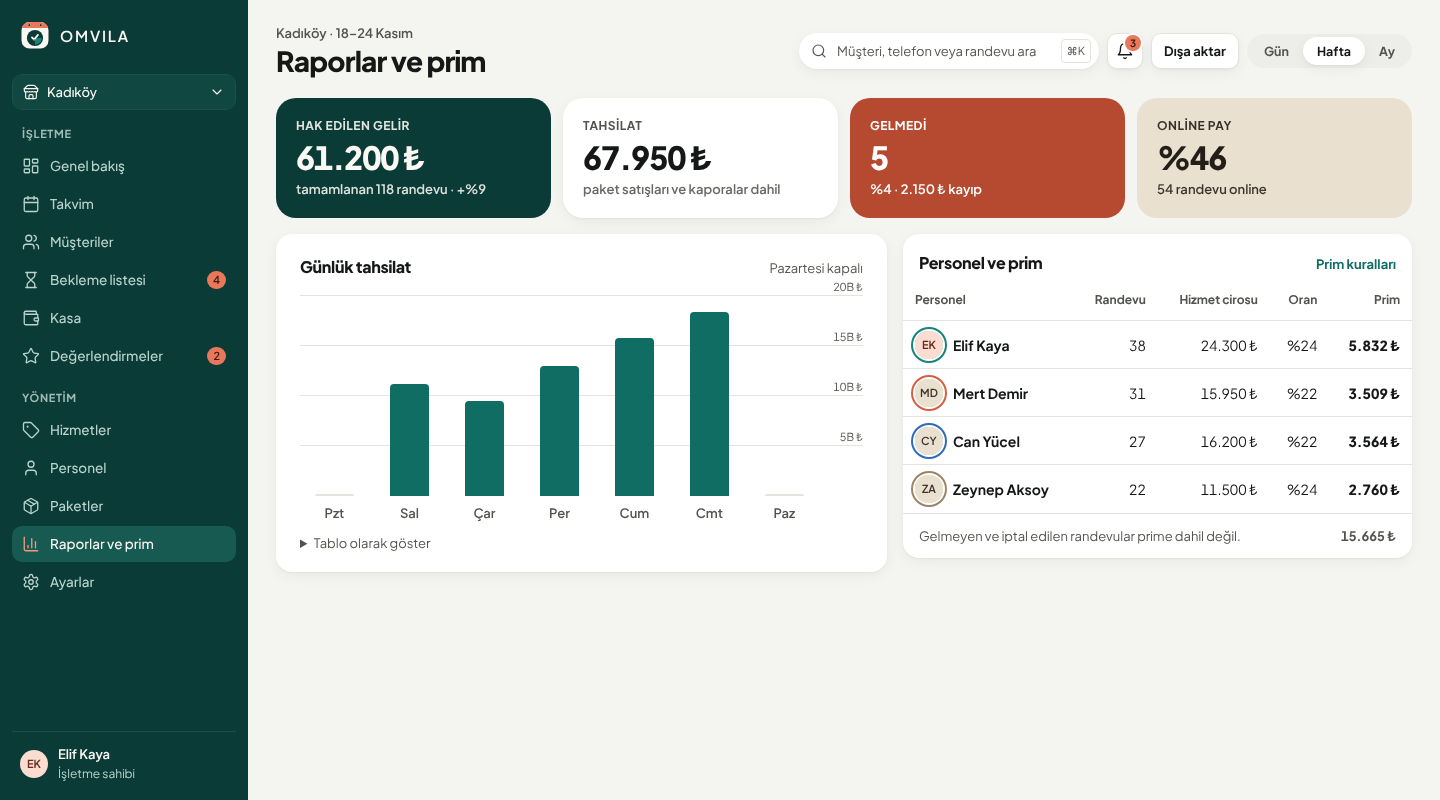 OMVILA
Kadıköy
İŞLETME
Genel bakış
Takvim
Müşteriler
Bekleme listesi 4
Kasa
Değerlendirmeler 2
YÖNETİM
Hizmetler
Personel
Paketler
Raporlar ve prim
Ayarlar
EK
Elif Kaya
İşletme sahibi
Kadıköy · 18–24 Kasım
Raporlar ve prim
Müşteri, telefon veya randevu ara ⌘K
3
Dışa aktar
Gün Hafta Ay
HAK EDİLEN GELİR
61.200 ₺
tamamlanan 118 randevu · +%9
TAHSİLAT
67.950 ₺
paket satışları ve kaporalar dahil
GELMEDİ
5
%4 · 2.150 ₺ kayıp
ONLİNE PAY
%46
54 randevu online
Günlük tahsilat Pazartesi kapalı
20B ₺
15B ₺
10B ₺
5B ₺
Pzt Sal Çar Per Cum Cmt Paz
▶ Tablo olarak göster
Personel ve prim Prim kuralları
Personel Randevu Hizmet cirosu Oran Prim
EK Elif Kaya 38 24.300 ₺ %24 5.832 ₺
MD Mert Demir 31 15.950 ₺ %22 3.509 ₺
CY Can Yücel 27 16.200 ₺ %22 3.564 ₺
ZA Zeynep Aksoy 22 11.500 ₺ %24 2.760 ₺
Gelmeyen ve iptal edilen randevular prime dahil değil. 15.665 ₺